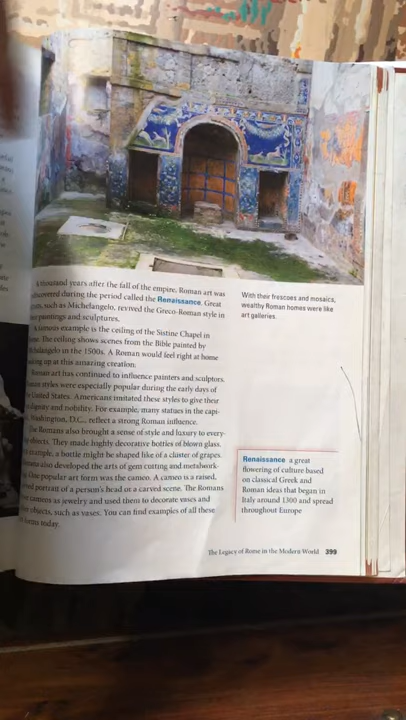 thousand years after the fall of the empire, Roman art was
during the period called the Renaissance. Great
such as Michelangelo, revived the Greco-Roman style in
paintings and sculptures.
famous example is the ceiling of the Sistine Chapel in
The ceiling shows scenes from the Bible painted by
in the 1500s. A Roman would feel right at home
up at this amazing creation.
Roman art has continued to influence painters and sculptors.
styles were especially popular during the early days of
United States. Americans imitated these styles to give their
dignity and nobility. For example, many statues in the capi-
Washington, D.C., reflect a strong Roman influence.
The Romans also brought a sense of style and luxury to every-
objects. They made highly decorative bottles of blown glass.
example, a bottle might be shaped like a cluster of grapes.
also developed the arts of gem cutting and metalwork-
One popular art form was the cameo. A cameo is a raised,
portrait of a person's head or a carved scene. The Romans
cameos as jewelry and used them to decorate vases and
objects, such as vases. You can find examples of all these
forms today.
With their frescoes and mosaics,
wealthy Roman homes were like
art galleries.
Renaissance a great
flowering of culture based
on classical Greek and
Roman ideas that began in
Italy around 1300 and spread
throughout Europe
The Legacy of Rome in the Modern World 399